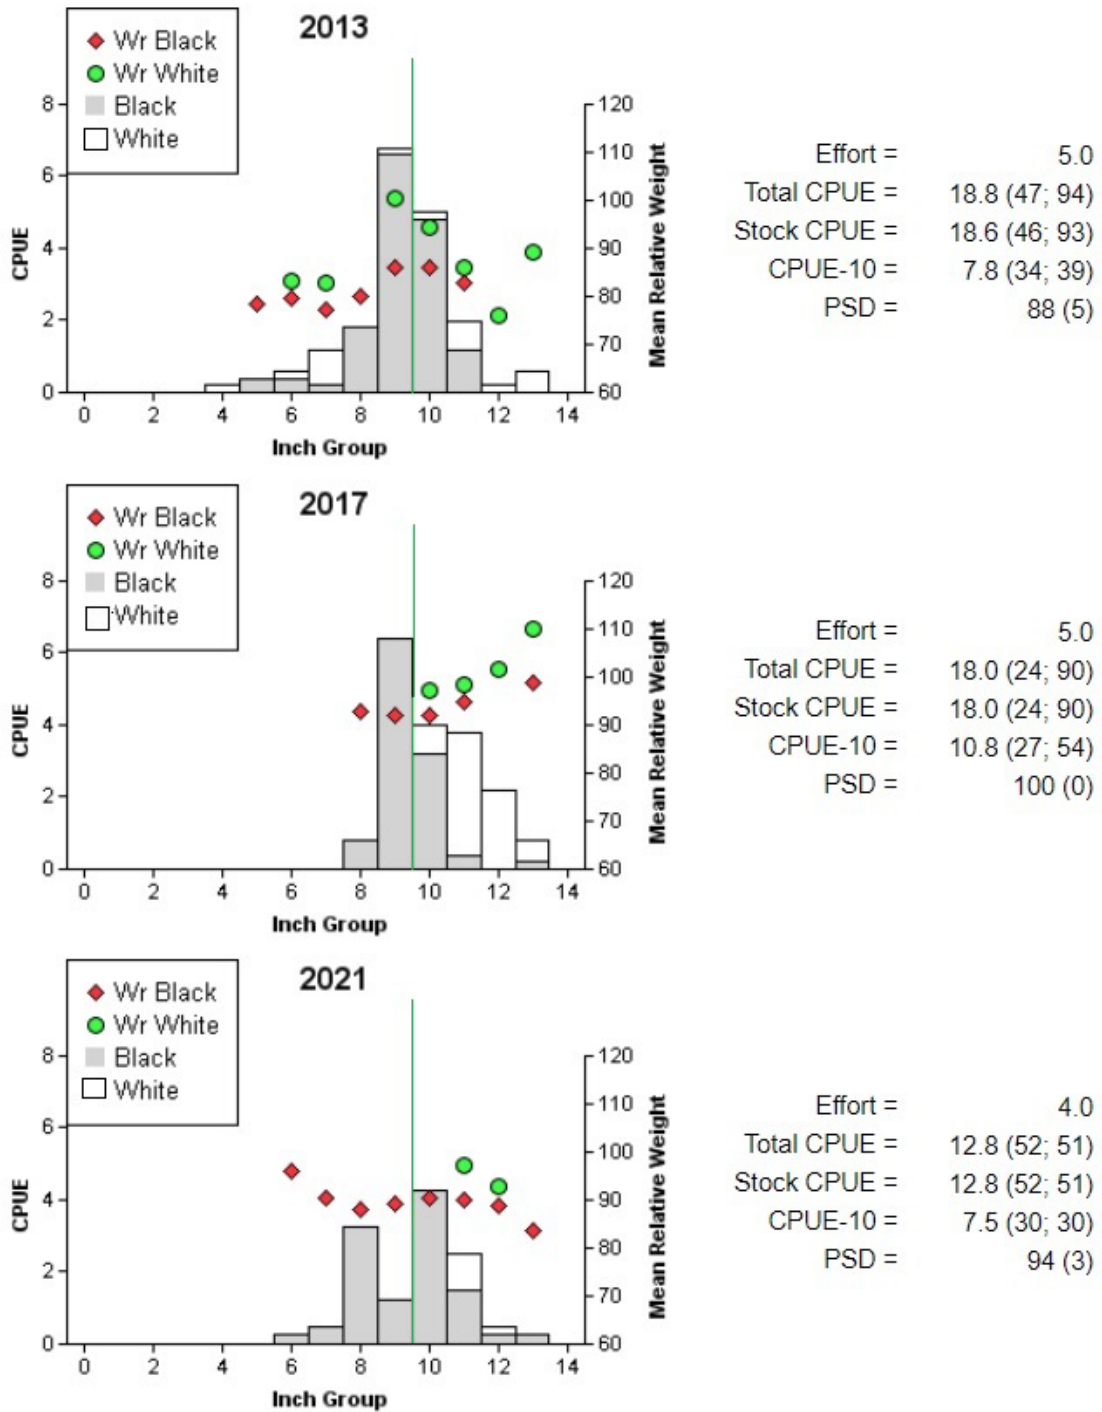 2013
Wr Black
Wr White
Black
White
8
6
4
2
0
CPUE
120
110
100
90
80
70
60
Mean Relative Weight
0 2 4 6 8 10 12 14
Inch Group
Effort = 5.0
Total CPUE = 18.8 (47; 94)
Stock CPUE = 18.6 (46; 93)
CPUE-10 = 7.8 (34; 39)
PSD = 88 (5)
2017
Wr Black
Wr White
Black
White
8
6
4
2
0
CPUE
120
110
100
90
80
70
60
Mean Relative Weight
0 2 4 6 8 10 12 14
Inch Group
Effort = 5.0
Total CPUE = 18.0 (24; 90)
Stock CPUE = 18.0 (24; 90)
CPUE-10 = 10.8 (27; 54)
PSD = 100 (0)
2021
Wr Black
Wr White
Black
White
8
6
4
2
0
CPUE
120
110
100
90
80
70
60
Mean Relative Weight
0 2 4 6 8 10 12 14
Inch Group
Effort = 4.0
Total CPUE = 12.8 (52; 51)
Stock CPUE = 12.8 (52; 51)
CPUE-10 = 7.5 (30; 30)
PSD = 94 (3)